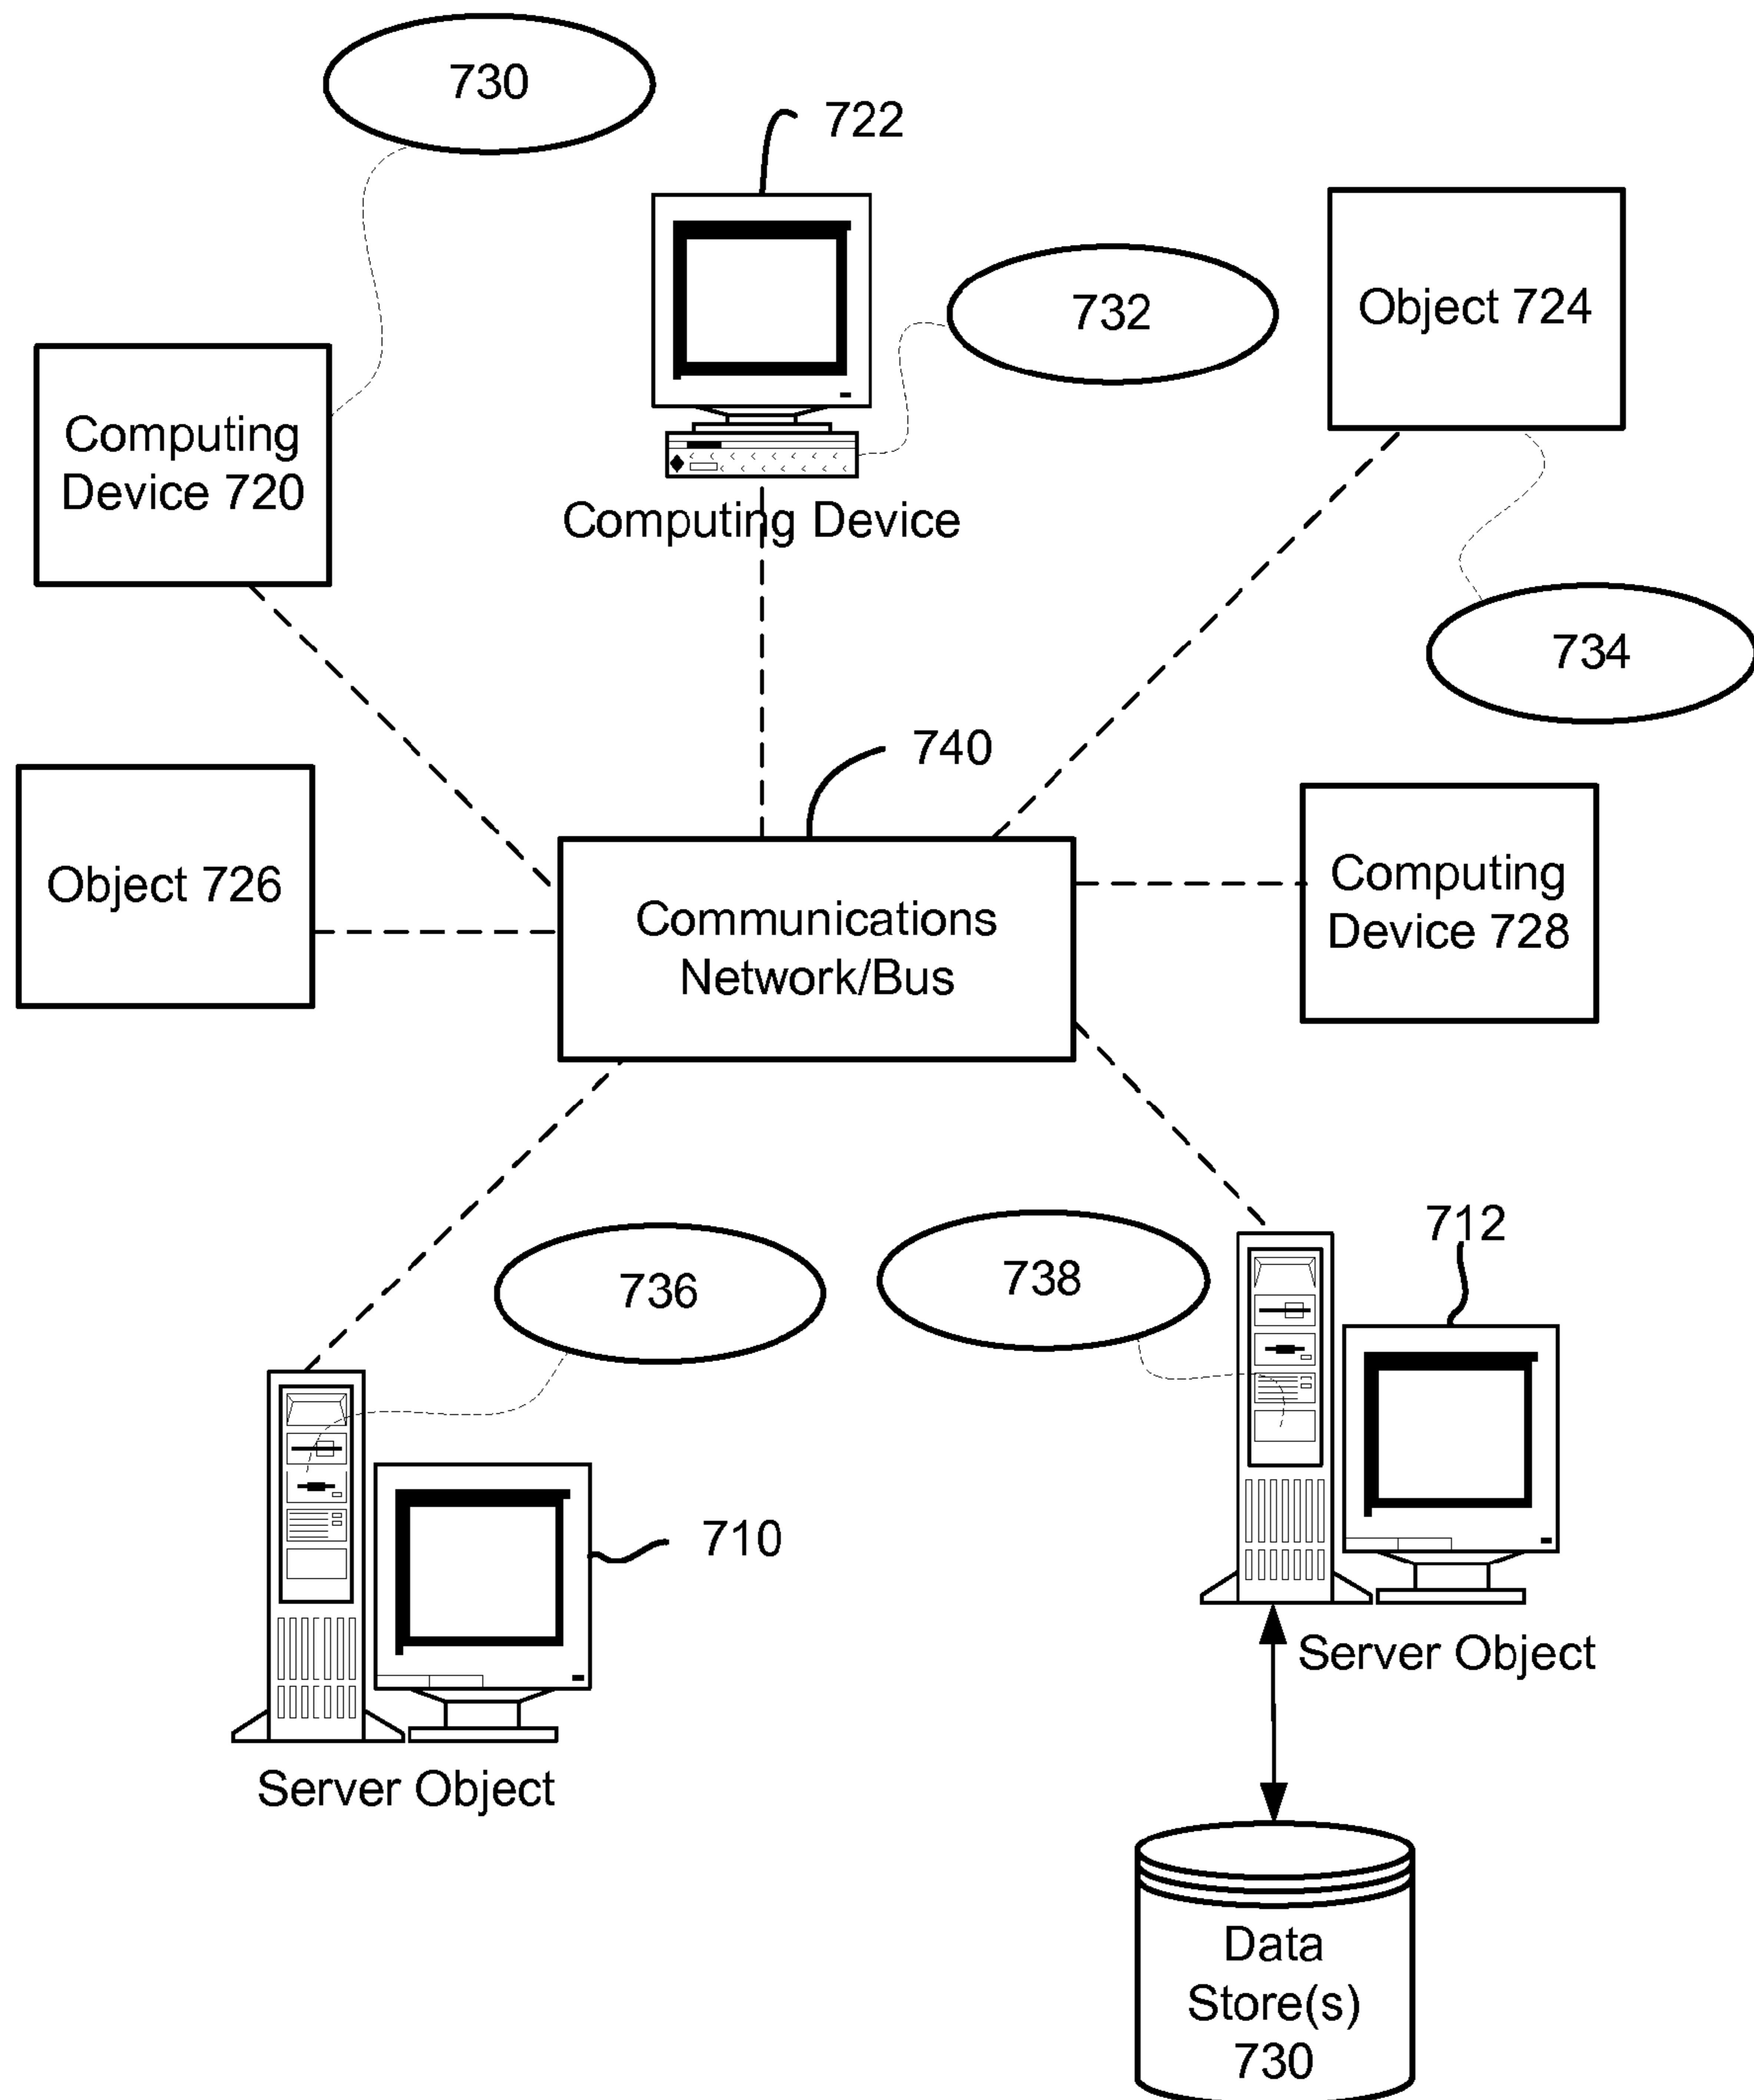 730
722
732
Object 724
Computing
Device 720
Computing Device
734
740
Object 726
Communications
Network/Bus
Computing
Device 728
736
738
712
710
Server Object
Server Object
Data
Store(s)
730